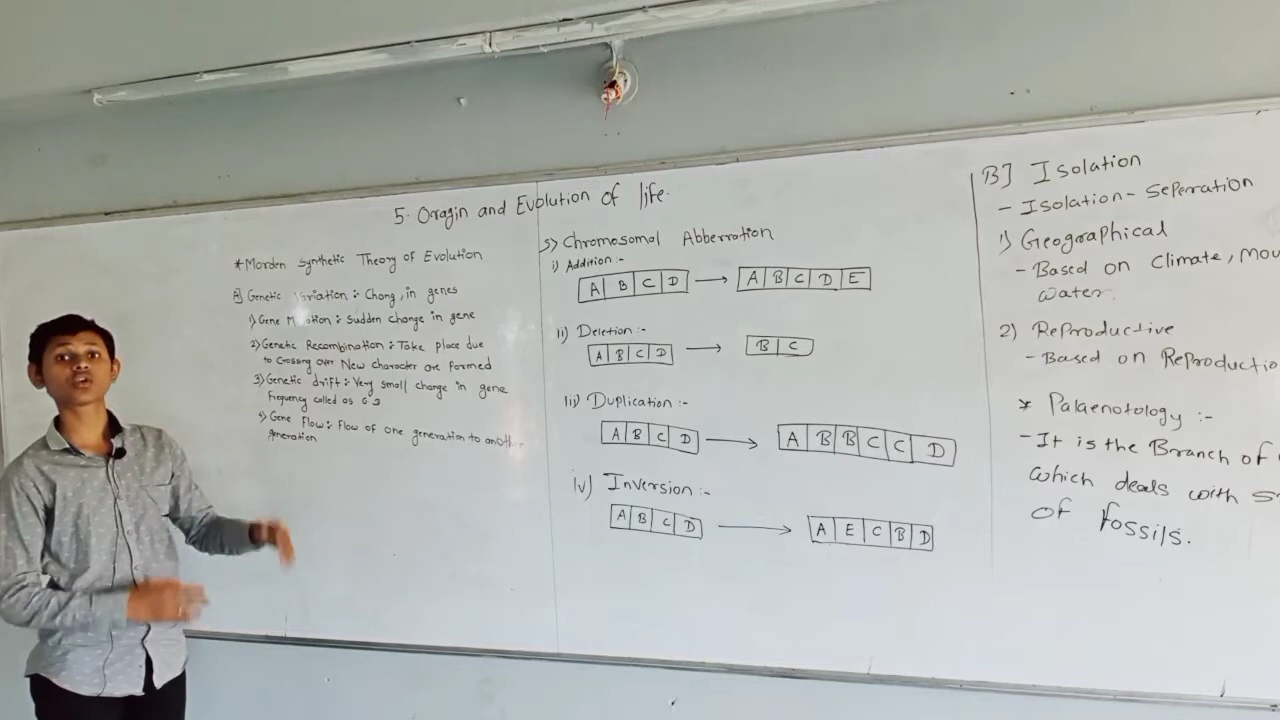 5. Oragin and Evolution of life.
* Morden Synthetic Theory of Evolution
A] Genetic Variation :- Chang, in genes
1) Gene Mutation : Sudden change in gene
2) Genetic Recombination : Take place due
to Crossing over New character are formed
3) Genetic drift : Very small change in gene
frequency called as
4) Gene Flow : Flow of one generation to
generation
5) Chromosomal Abberration
i) Addition :-
A B C D → A B C D E
ii) Deletion :-
A B C D → B C
iii) Duplication :-
A B C D → A B B C C D
iv) Inversion :-
A B C D → A E C B D
B] Isolation
- Isolation - Seperration
1) Geographical
- Based on Climate, Mou
water.
2) Reproductive
- Based on Reproductio
* Palaenotology :-
- It is the Branch of
which deals with
of fossils.